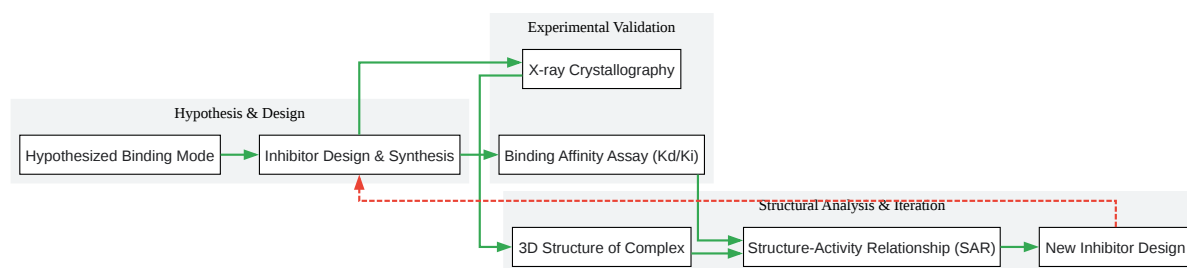 Experimental Validation
X-ray Crystallography
Hypothesis & Design
Hypothesized Binding Mode
Inhibitor Design & Synthesis
Binding Affinity Assay (Kd/Ki)
Structural Analysis & Iteration
3D Structure of Complex
Structure-Activity Relationship (SAR)
New Inhibitor Design